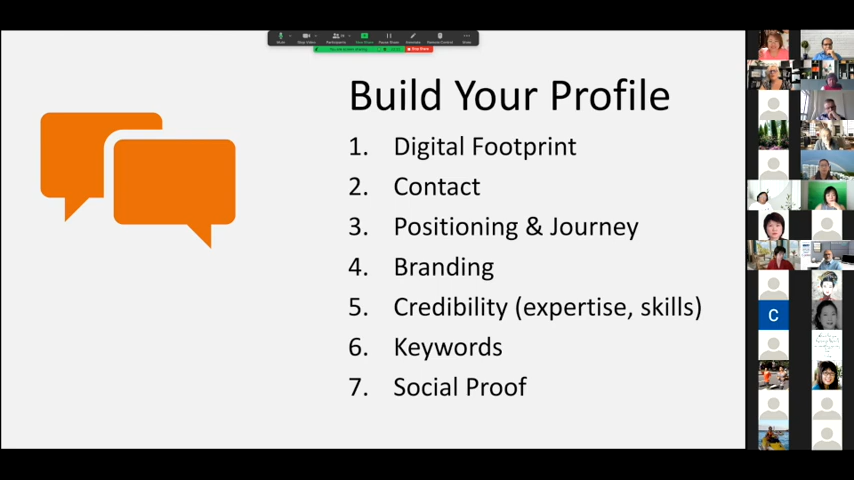 Build Your Profile
1. Digital Footprint
2. Contact
3. Positioning & Journey
4. Branding
5. Credibility (expertise, skills)
6. Keywords
7. Social Proof
C